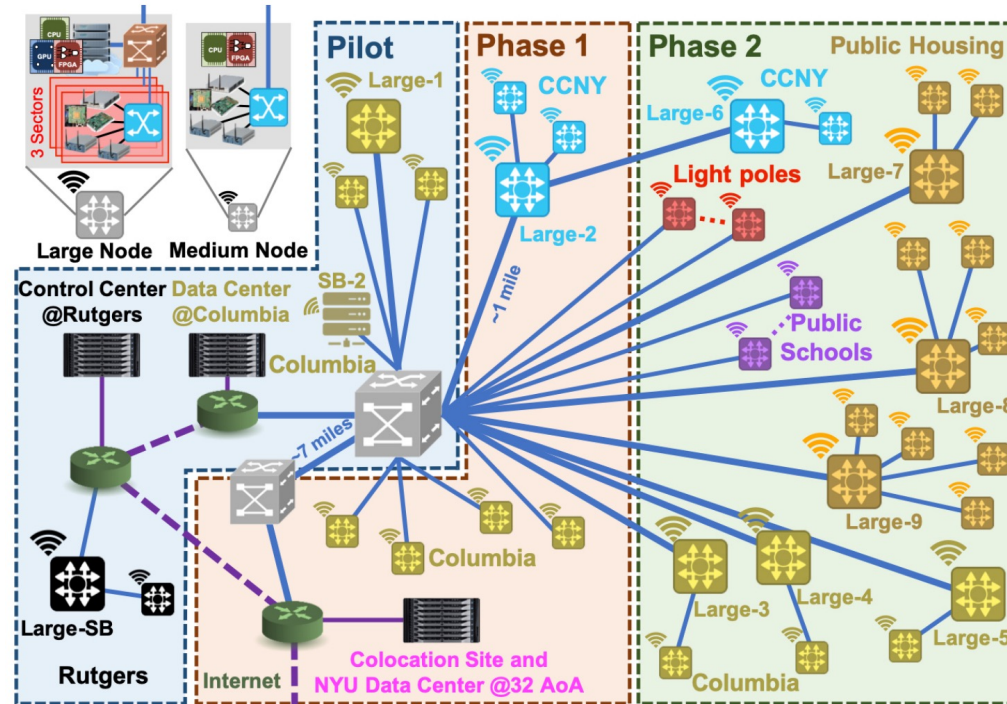 CPU
GPU
FPGA
3 Sectors
Large Node
CPU
FPGA
Medium Node
Pilot
Large-1
SB-2
Columbia
Control Center
@Rutgers
Data Center
@Columbia
~7 miles
Large-SB
Rutgers
Phase 1
CCNY
Large-2
~1 mile
Columbia
Internet
Colocation Site and
NYU Data Center @32 AoA
Phase 2
Public Housing
CCNY
Large-6
Large-7
Light poles
Public
Schools
Large-8
Large-9
Large-3
Large-4
Large-5
Columbia